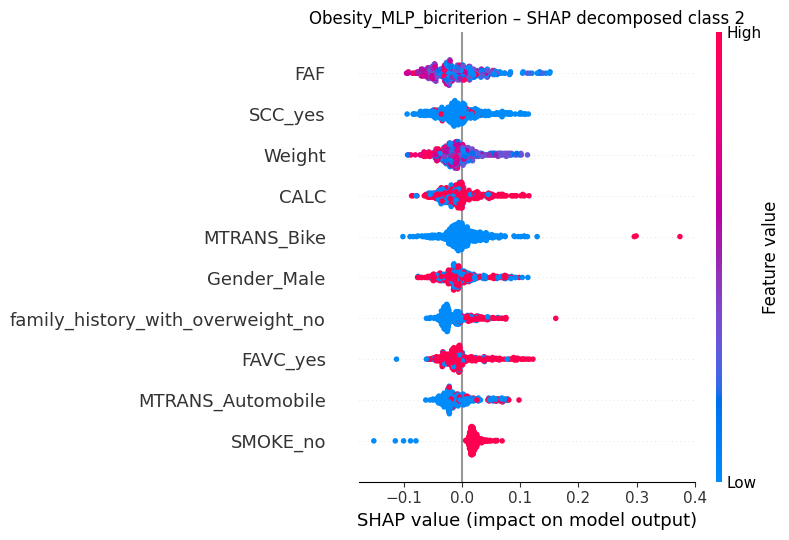 Obesity_MLP_bicriterion – SHAP decomposed class 2
High
FAF
SCC_yes
Weight
CALC
MTRANS_Bike
Gender_Male
family_history_with_overweight_no
FAVC_yes
MTRANS_Automobile
SMOKE_no
Feature value
Low
−0.1 0.0 0.1 0.2 0.3 0.4
SHAP value (impact on model output)